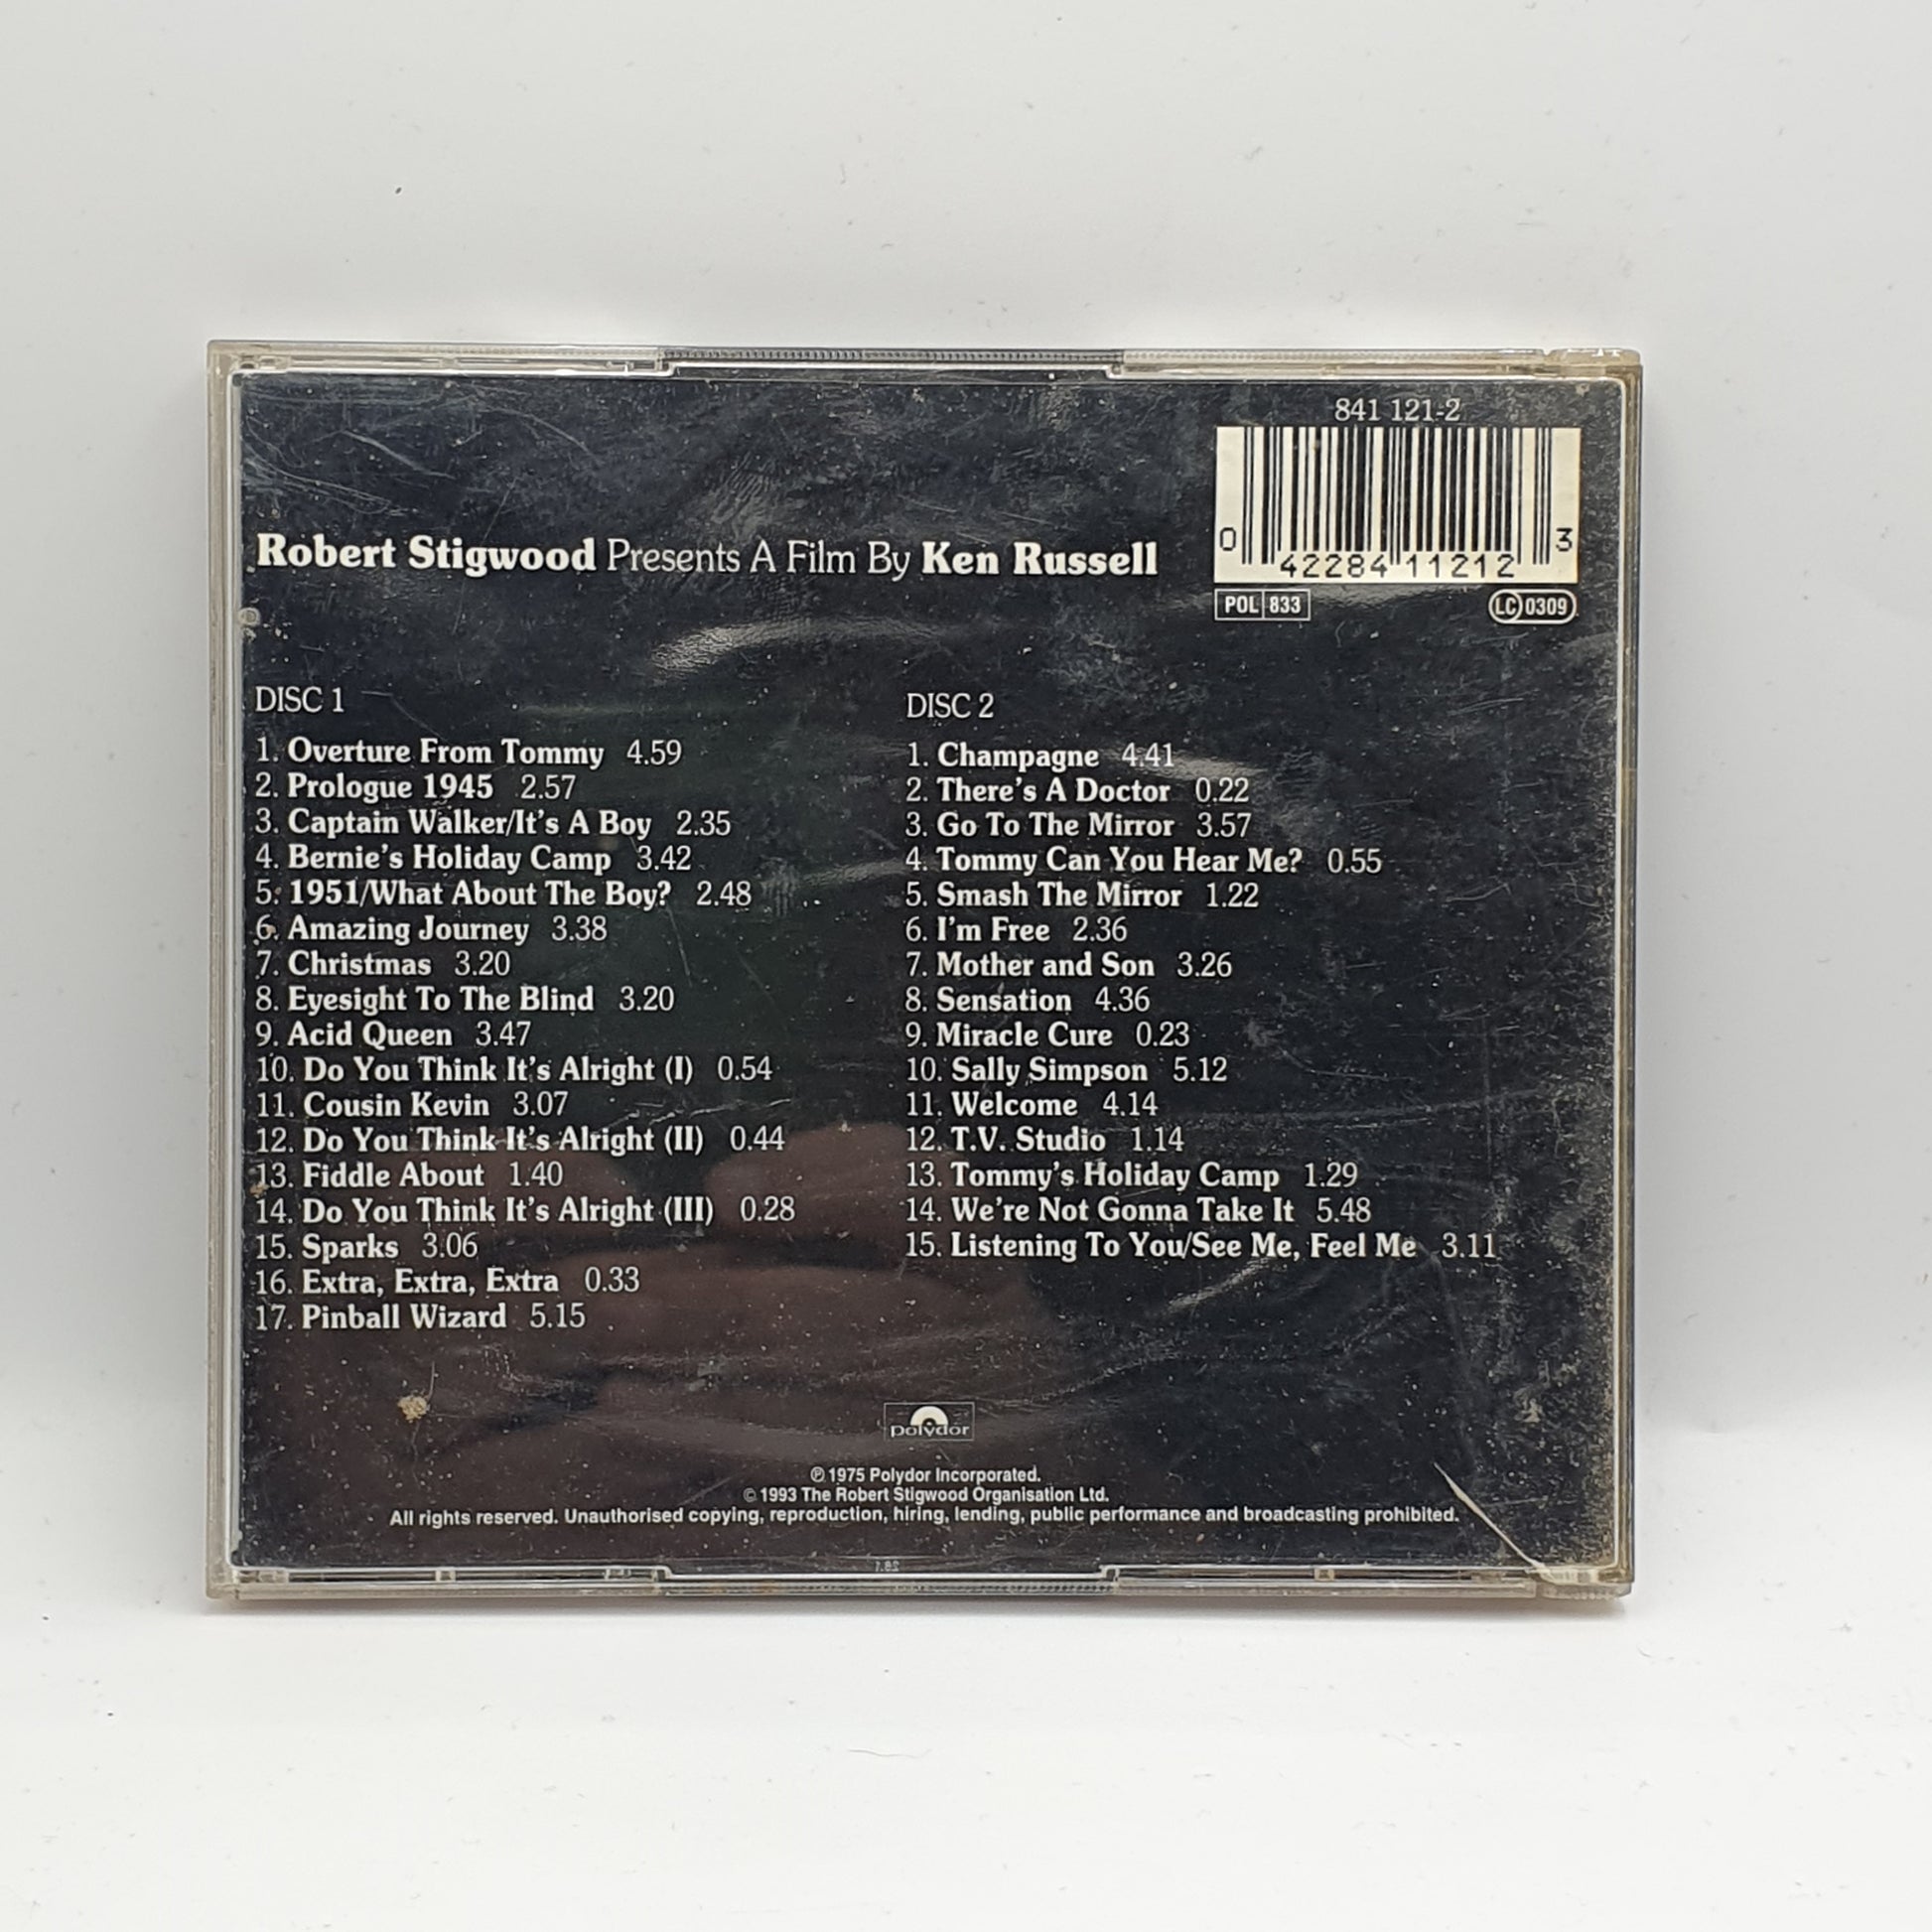 841 121-2
0 42284 11212 3
POL 833
LC 0309
Robert Stigwood Presents A Film By Ken Russell
DISC 1
1. Overture From Tommy 4.59
2. Prologue 1945 2.57
3. Captain Walker/It's A Boy 2.35
4. Bernie's Holiday Camp 3.42
5. 1951/What About The Boy? 2.48
6. Amazing Journey 3.38
7. Christmas 3.20
8. Eyesight To The Blind 3.20
9. Acid Queen 3.47
10. Do You Think It's Alright (I) 0.54
11. Cousin Kevin 3.07
12. Do You Think It's Alright (II) 0.44
13. Fiddle About 1.40
14. Do You Think It's Alright (III) 0.28
15. Sparks 3.06
16. Extra, Extra, Extra 0.33
17. Pinball Wizard 5.15
DISC 2
1. Champagne 4.41
2. There's A Doctor 0.22
3. Go To The Mirror 3.57
4. Tommy Can You Hear Me? 0.55
5. Smash The Mirror 1.22
6. I'm Free 2.36
7. Mother and Son 3.26
8. Sensation 4.36
9. Miracle Cure 0.23
10. Sally Simpson 5.12
11. Welcome 4.14
12. T.V. Studio 1.14
13. Tommy's Holiday Camp 1.29
14. We're Not Gonna Take It 5.48
15. Listening To You/See Me, Feel Me 3.11
polydor
℗ 1975 Polydor Incorporated.
© 1993 The Robert Stigwood Organisation Ltd.
All rights reserved. Unauthorised copying, reproduction, hiring, lending, public performance and broadcasting prohibited.